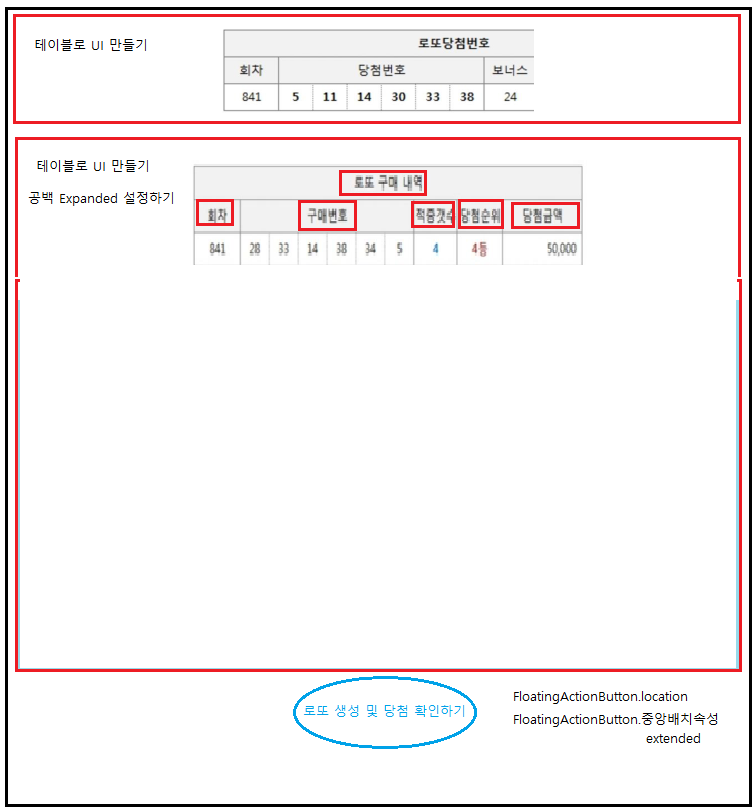 테이블로 UI 만들기
로또당첨번호
회차 당첨번호 보너스
841 5 11 14 30 33 38 24
테이블로 UI 만들기
공백 Expanded 설정하기
로또 구매 내역
회차 구매번호 적중갯수 당첨순위 당첨금액
841 28 33 14 38 34 5 4 4등 50,000
로또 생성 및 당첨 확인하기
FloatingActionButton.location
FloatingActionButton.중앙배치속성
extended